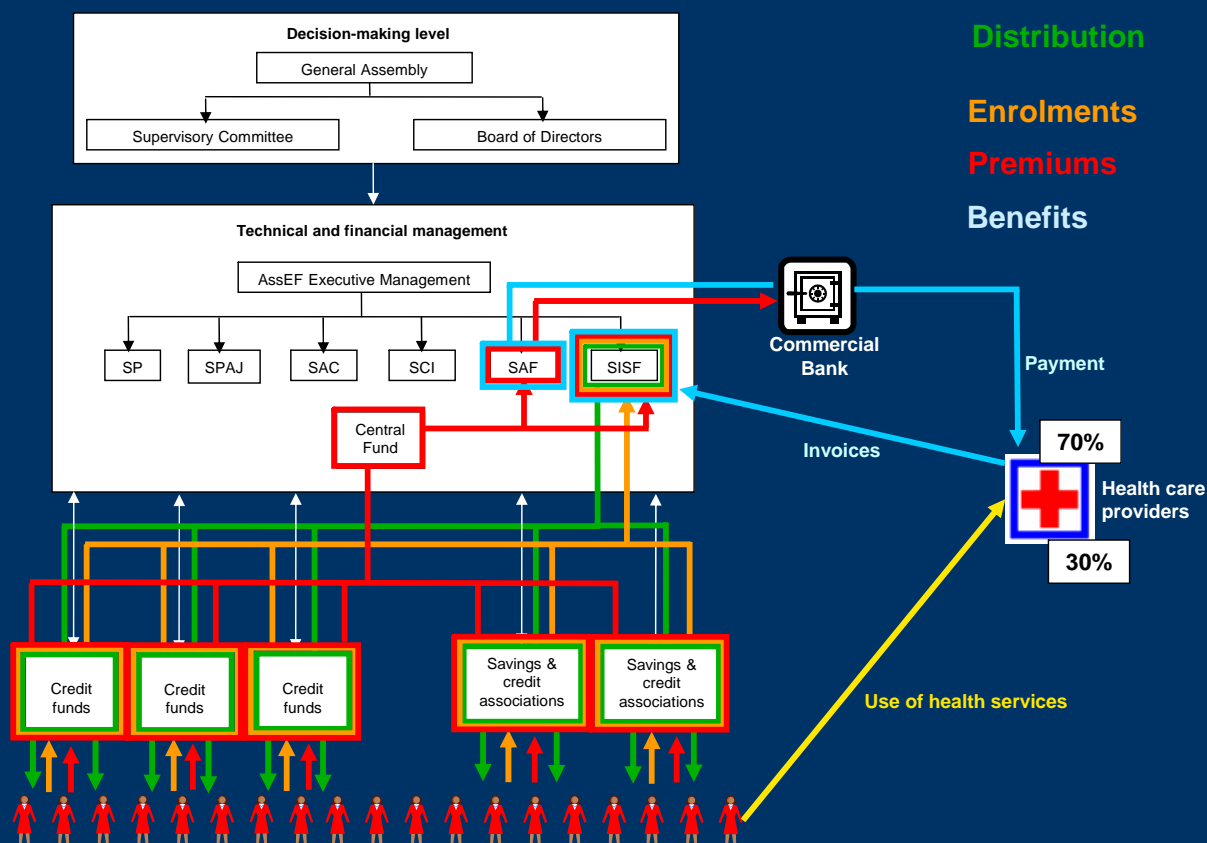 Decision-making level
General Assembly
Supervisory Committee
Board of Directors
Distribution
Enrolments
Premiums
Benefits
Technical and financial management
AssEF Executive Management
SP
SPAJ
SAC
SCI
SAF
SISF
Central
Fund
Commercial
Bank
Payment
Invoices
70%
Health care
providers
30%
Credit
funds
Credit
funds
Credit
funds
Savings &
credit
associations
Savings &
credit
associations
Use of health services